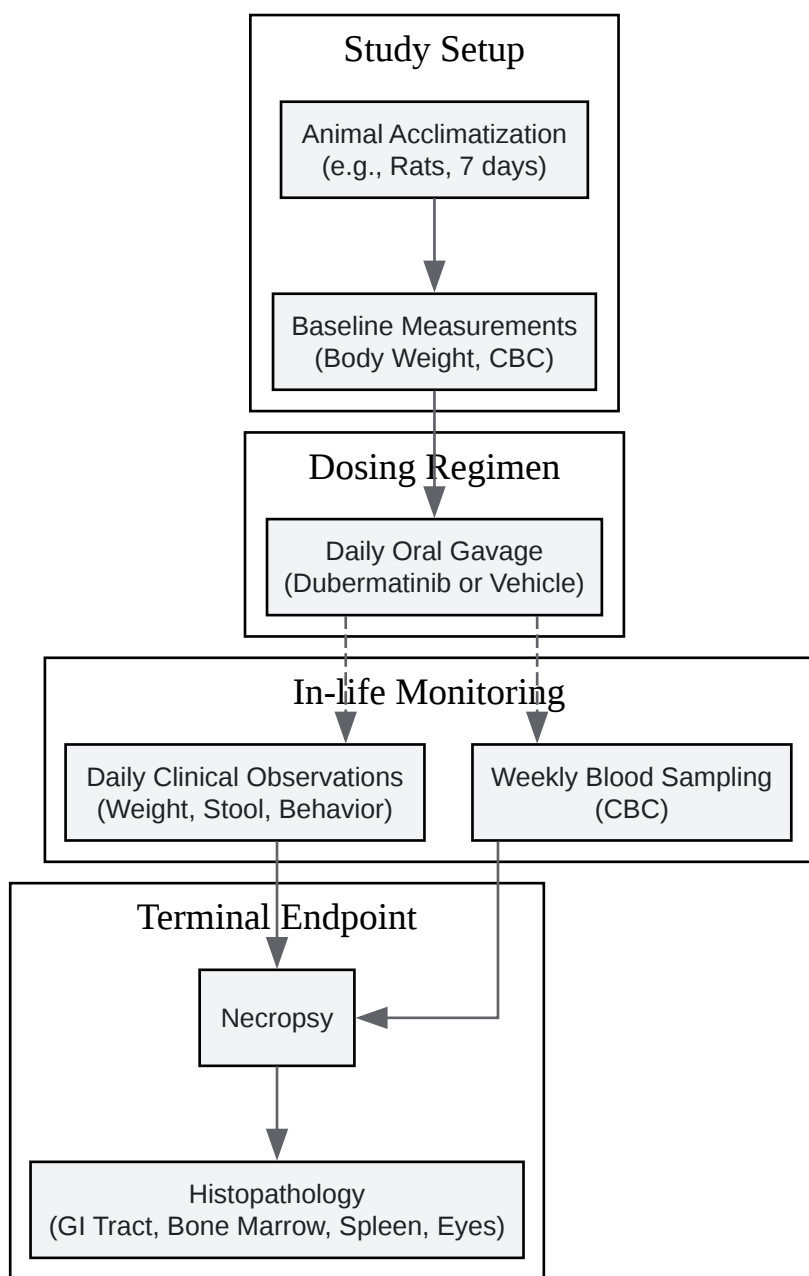 Study Setup
Animal Acclimatization
(e.g., Rats, 7 days)
Baseline Measurements
(Body Weight, CBC)
Dosing Regimen
Daily Oral Gavage
(Dubermatinib or Vehicle)
In-life Monitoring
Daily Clinical Observations
(Weight, Stool, Behavior)
Weekly Blood Sampling
(CBC)
Terminal Endpoint
Necropsy
Histopathology
(GI Tract, Bone Marrow, Spleen, Eyes)